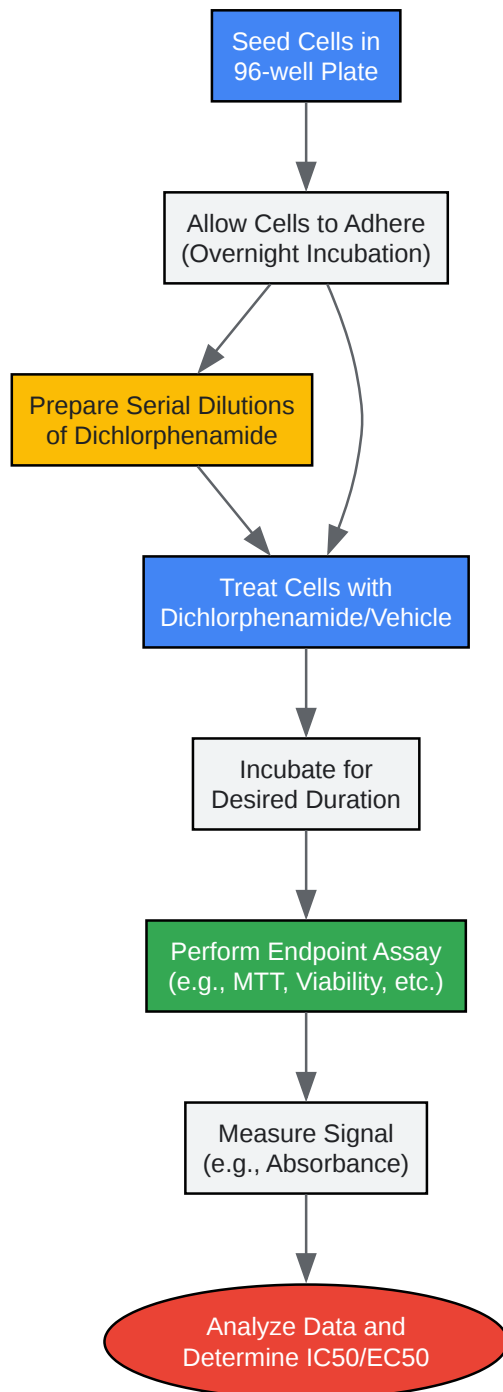 Seed Cells in
96-well Plate
Allow Cells to Adhere
(Overnight Incubation)
Prepare Serial Dilutions
of Dichlorphenamide
Treat Cells with
Dichlorphenamide/Vehicle
Incubate for
Desired Duration
Perform Endpoint Assay
(e.g., MTT, Viability, etc.)
Measure Signal
(e.g., Absorbance)
Analyze Data and
Determine IC50/EC50